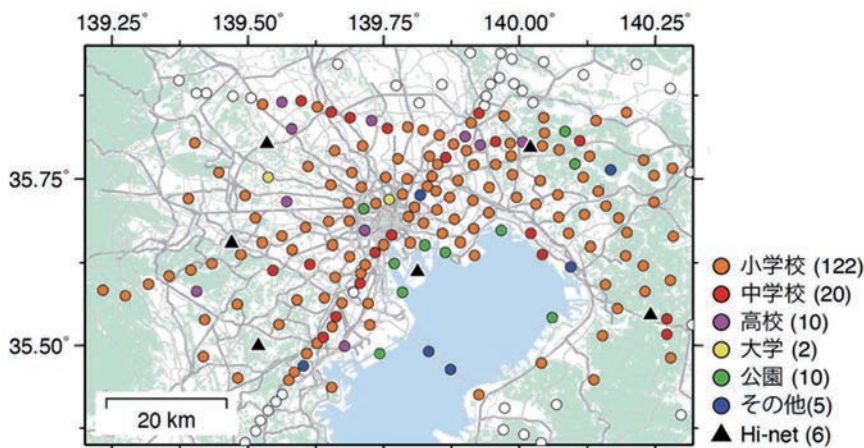 139.25 139.50 139.75 140.00 140.25
35.75
35.50
20 km
小学校 (122)
中学校 (20)
高校 (10)
大学 (2)
公園 (10)
その他(5)
Hi-net (6)